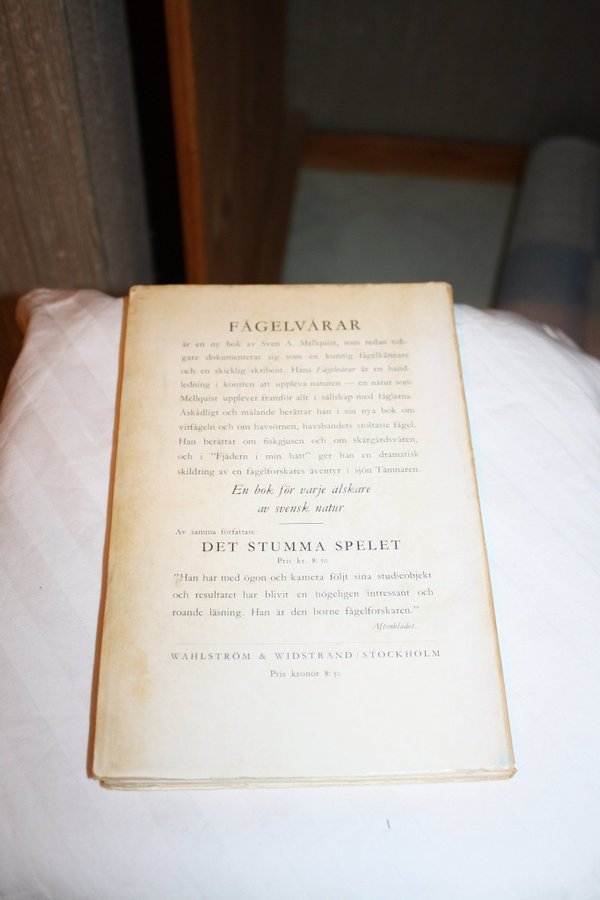 FÅGELVÅRAR
är en ny bok av Sven A. Mellquist, som redan tidi-
gare dokumenterat sig som en kunnig fågelkännare
och en skicklig skribent. Hans Fågelvårar är en hand-
ledning i konsten att uppleva naturen — en natur som
Mellquist upplever framför allt i sällskap med fåglarna.
Åskådligt och målande berättar han i sin nya bok om
vitfågeln och om havsörnen, havsbandets stoltaste fågel.
Han berättar om fiskgjusen och om skärgårdsvåren,
och i "Fjädern i min hatt" ger han en dramatisk
skildring av en fågelforskares äventyr i sjön Tämnaren.
En bok för varje älskare
av svensk natur
Av samma författare:
DET STUMMA SPELET
Pris kr. 8:50
"Han har med ögon och kamera följt sina studieobjekt
och resultatet har blivit en högeligen intressant och
roande läsning. Han är den borne fågelforskaren."
Aftonbladet.
WAHLSTRÖM & WIDSTRAND / STOCKHOLM
Pris kronor 8:50